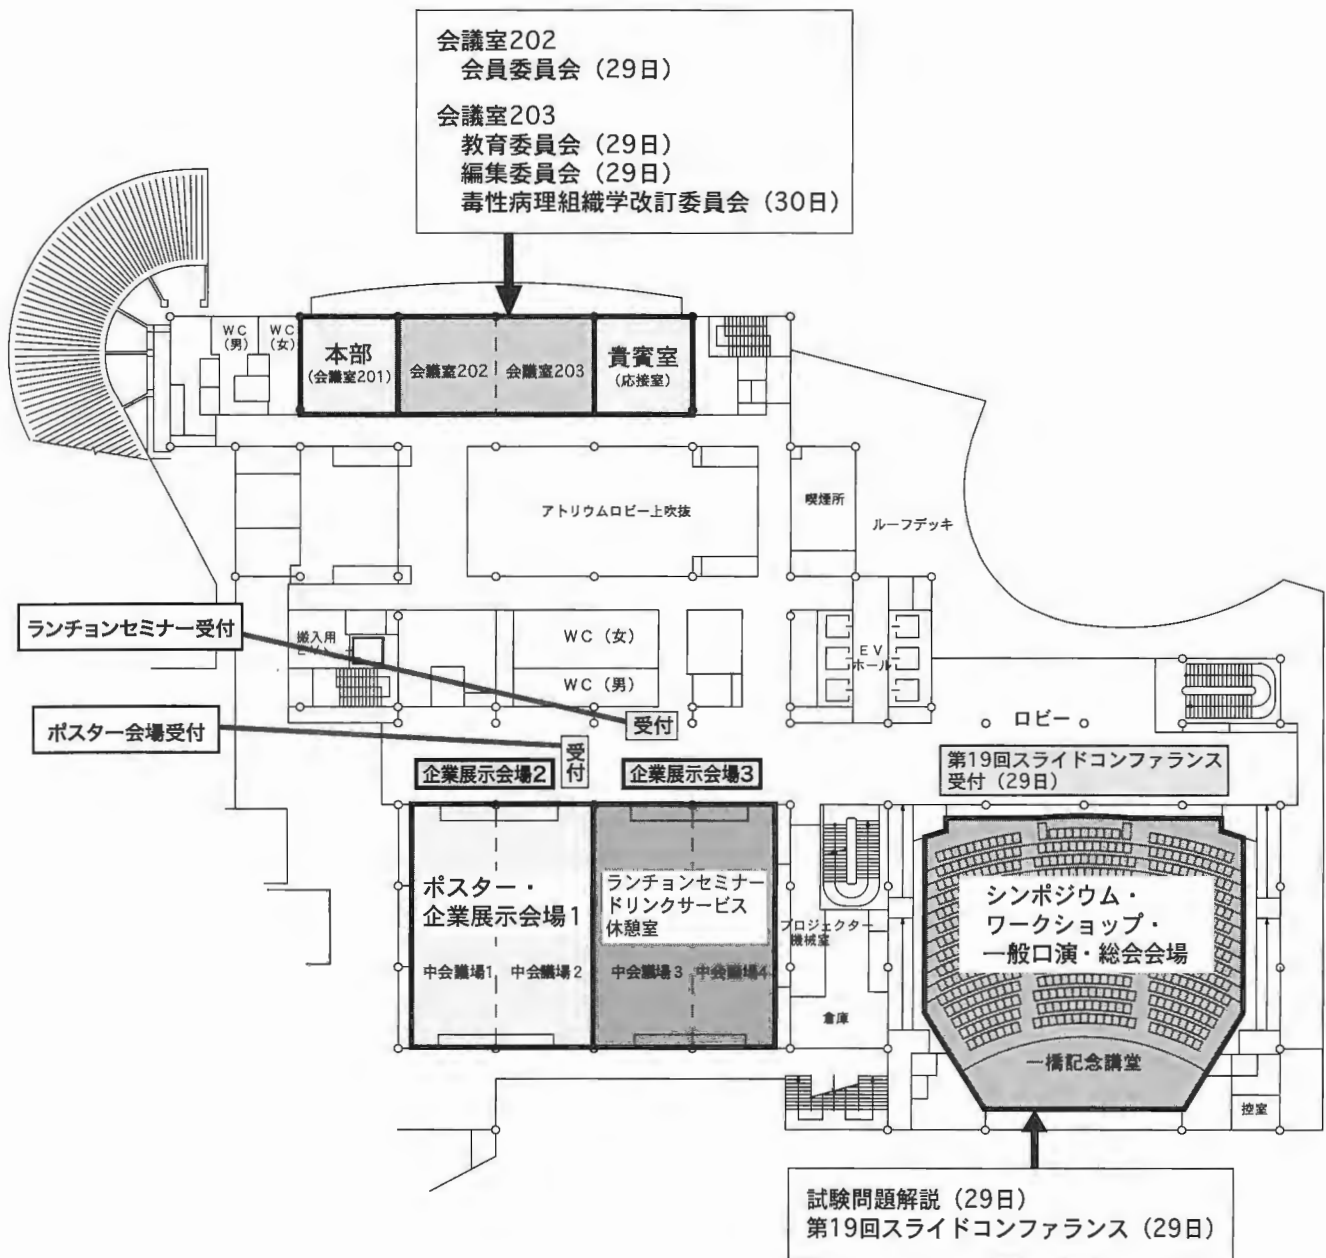 会議室202
会員委員会（29日）
会議室203
教育委員会（29日）
編集委員会（29日）
毒性病理組織学改訂委員会（30日）
WC
（男）
WC
（女）
本部
（会議室201）
会議室202
会議室203
貴賓室
（応接室）
アトリウムロビー上吹抜
喫煙所
ルーフデッキ
ランチョンセミナー受付
搬入用
WC（女）
WC（男）
EV
ホール
ポスター会場受付
受付
受付
ロビー
企業展示会場2
企業展示会場3
第19回スライドコンファランス
受付（29日）
ポスター・
企業展示会場1
中会議場1
中会議場2
ランチョンセミナー
ドリンクサービス
休憩室
中会議場3
中会議場4
プロジェクター
機械室
倉庫
シンポジウム・
ワークショップ・
一般口演・総会会場
一橋記念講堂
控室
試験問題解説（29日）
第19回スライドコンファランス（29日）